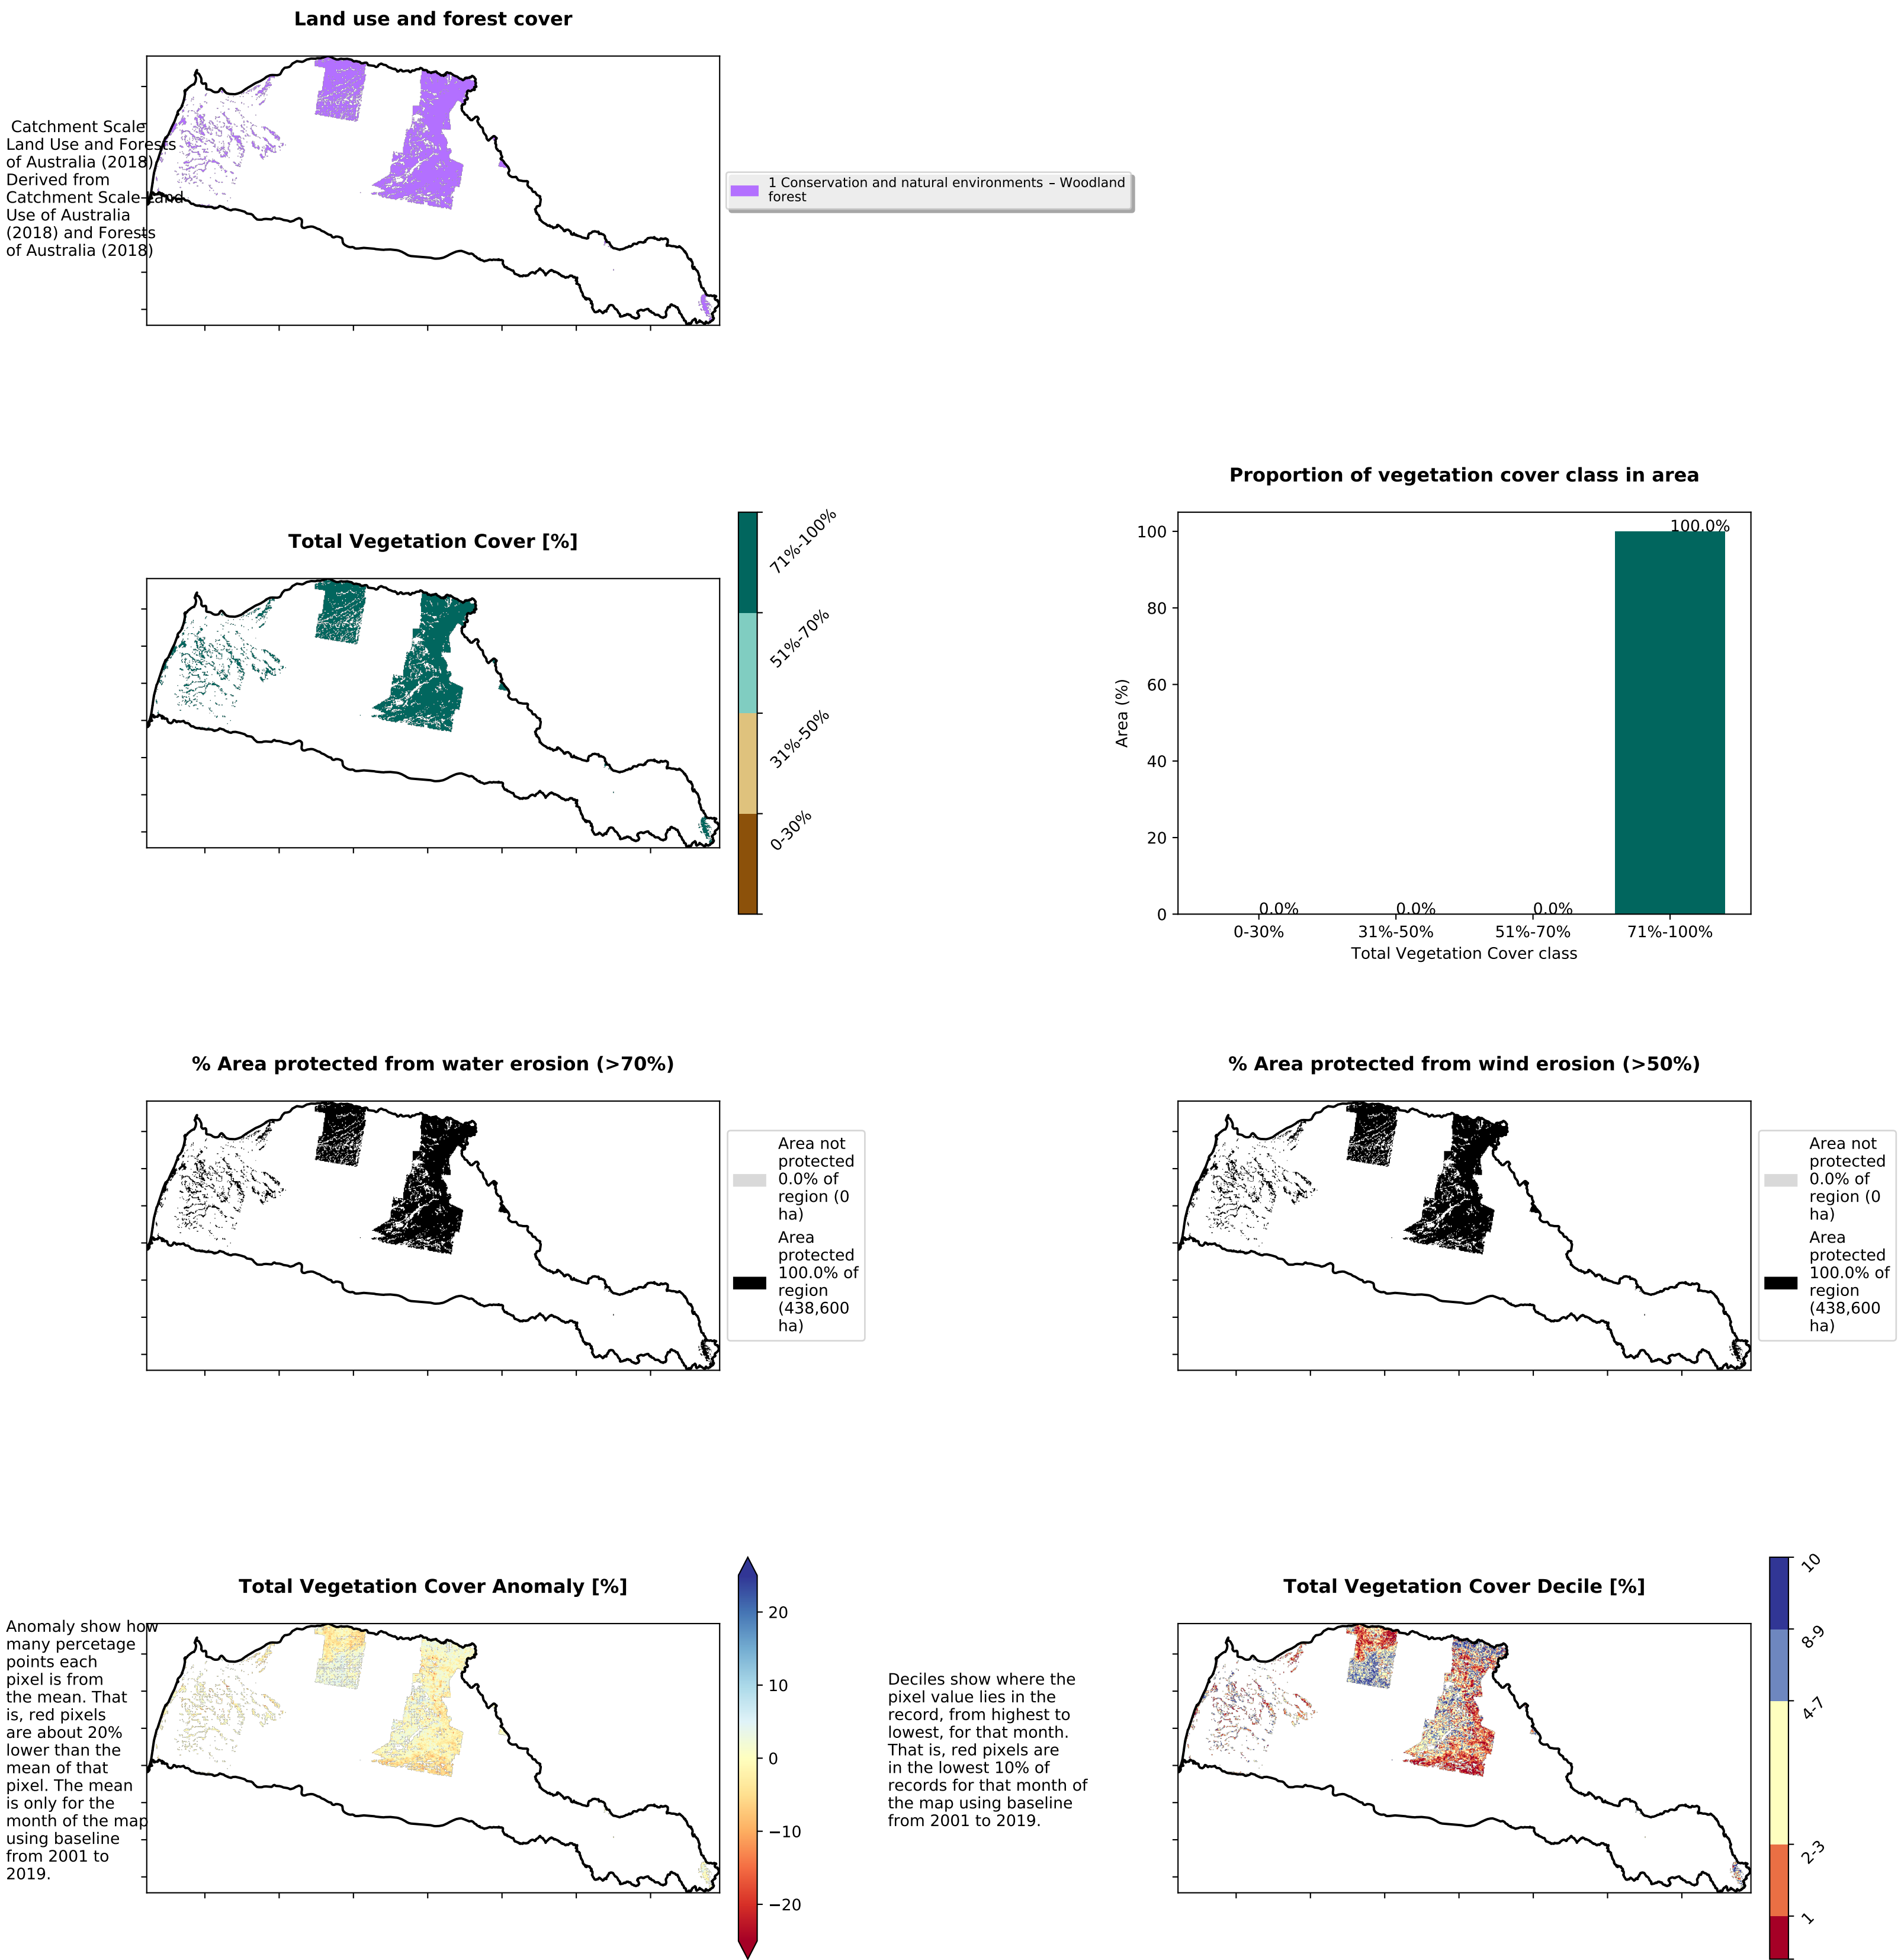 Land use and forest cover
Catchment Scale
Land Use and Forests
of Australia (2018)
Derived from
Catchment Scale Land
Use of Australia
(2018) and Forests
of Australia (2018)
1 Conservation and natural environments – Woodland
forest
Total Vegetation Cover [%]
71%-100%
51%-70%
31%-50%
0-30%
Proportion of vegetation cover class in area
Area (%)
100
80
60
40
20
0
0.0%
0.0%
0.0%
100.0%
0-30%
31%-50%
51%-70%
71%-100%
Total Vegetation Cover class
% Area protected from water erosion (>70%)
Area not
protected
0.0% of
region (0
ha)
Area
protected
100.0% of
region
(438,600
ha)
% Area protected from wind erosion (>50%)
Area not
protected
0.0% of
region (0
ha)
Area
protected
100.0% of
region
(438,600
ha)
Total Vegetation Cover Anomaly [%]
Anomaly show how
many percetage
points each
pixel is from
the mean. That
is, red pixels
are about 20%
lower than the
mean of that
pixel. The mean
is only for the
month of the map
using baseline
from 2001 to
2019.
20
10
0
−10
−20
Total Vegetation Cover Decile [%]
Deciles show where the
pixel value lies in the
record, from highest to
lowest, for that month.
That is, red pixels are
in the lowest 10% of
records for that month of
the map using baseline
from 2001 to 2019.
10
8-9
4-7
2-3
1